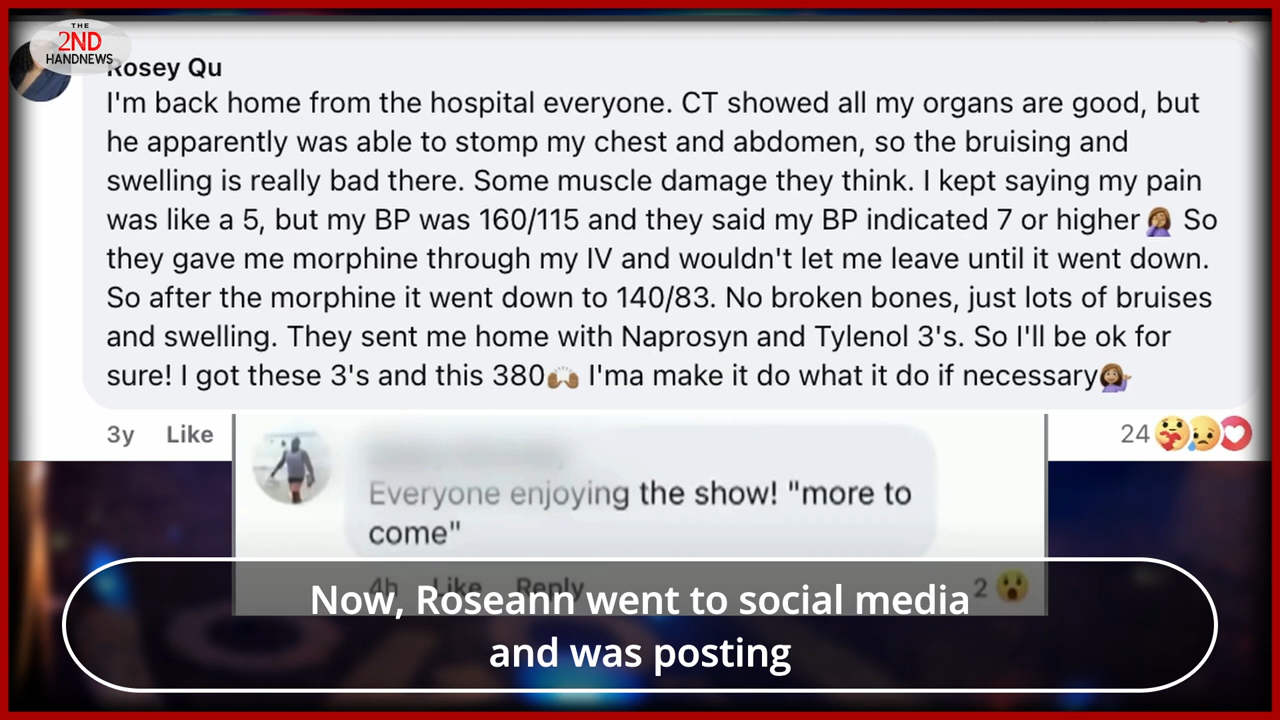 THE
2ND
HANDNEWS
Rosey Qu
I'm back home from the hospital everyone. CT showed all my organs are good, but
he apparently was able to stomp my chest and abdomen, so the bruising and
swelling is really bad there. Some muscle damage they think. I kept saying my pain
was like a 5, but my BP was 160/115 and they said my BP indicated 7 or higher🤦🏽‍♀️ So
they gave me morphine through my IV and wouldn't let me leave until it went down.
So after the morphine it went down to 140/83. No broken bones, just lots of bruises
and swelling. They sent me home with Naprosyn and Tylenol 3's. So I'll be ok for
sure! I got these 3's and this 380🙌🏽 I'ma make it do what it do if necessary💁🏽‍♀️
3y Like 24
Everyone enjoying the show! "more to
come"
4h Like Reply 2
Now, Roseann went to social media
and was posting